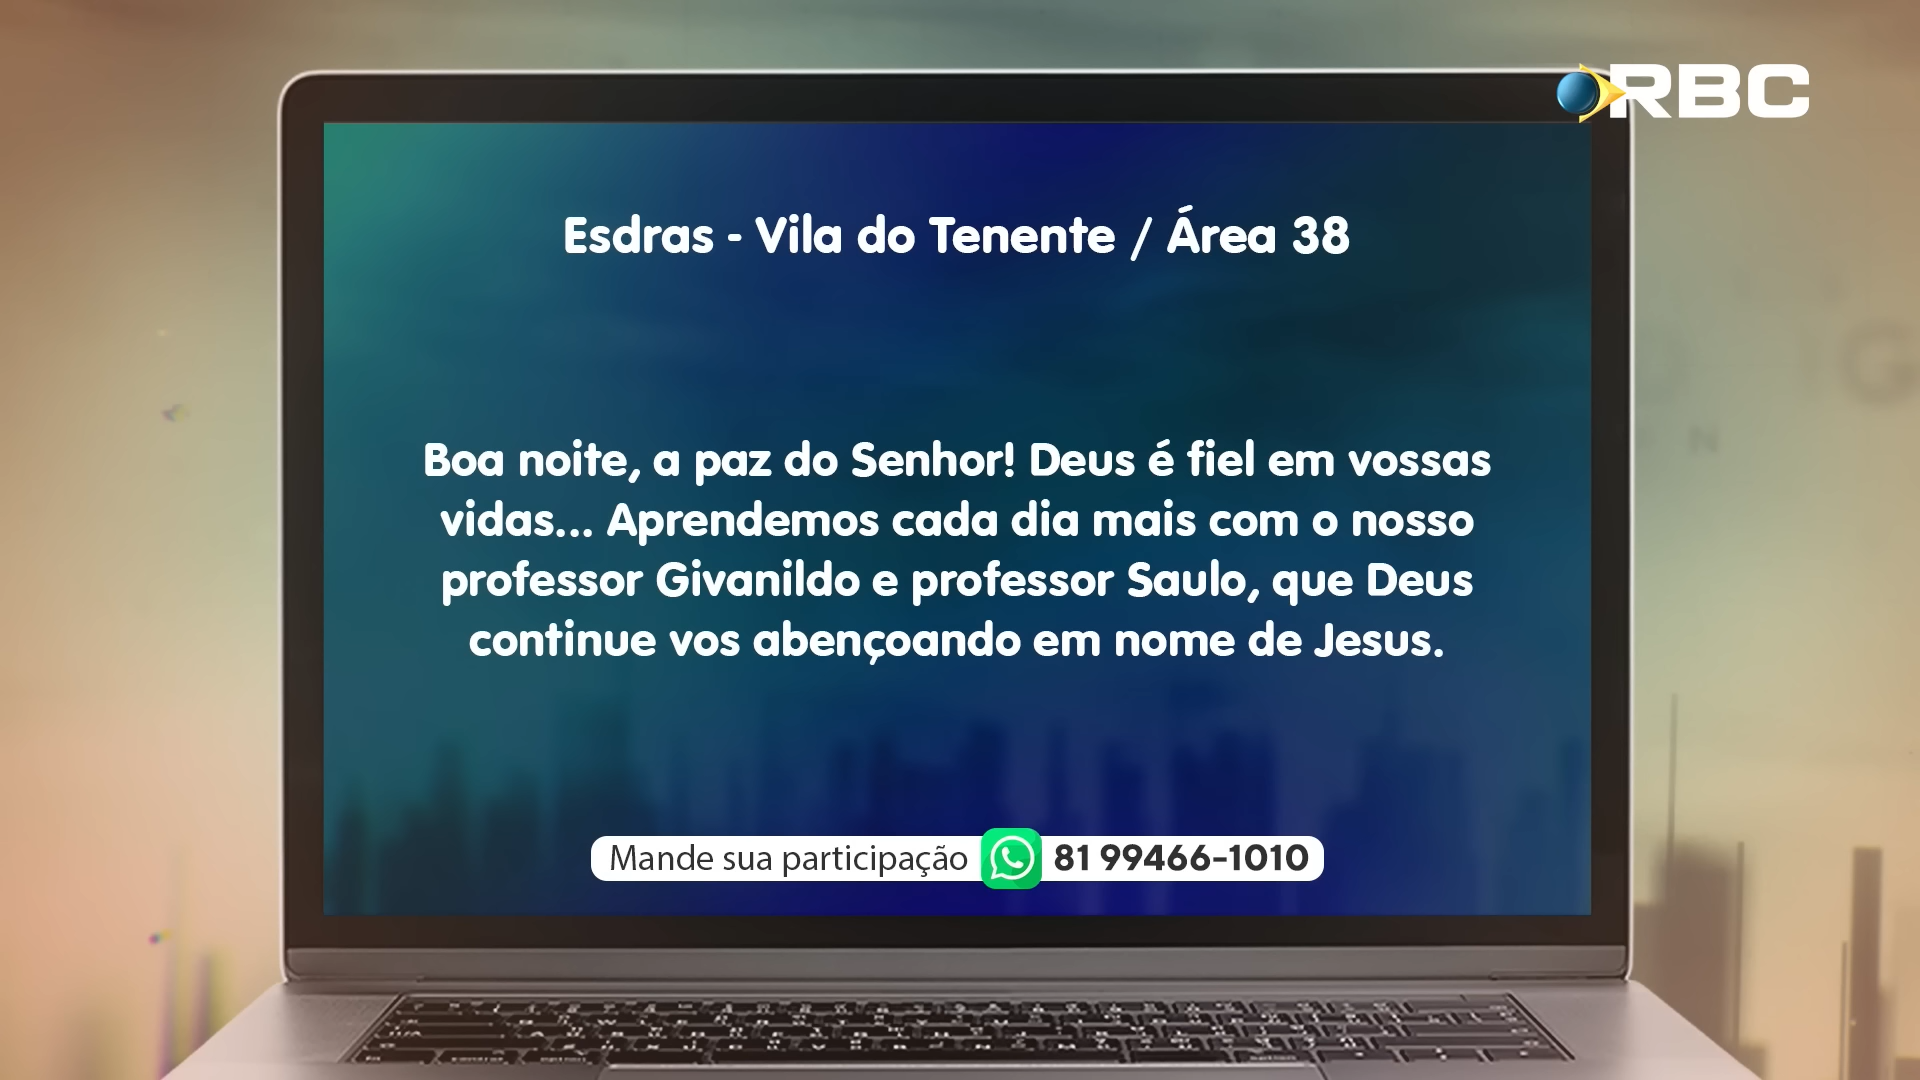 RBC
Esdras - Vila do Tenente / Área 38
Boa noite, a paz do Senhor! Deus é fiel em vossas
vidas... Aprendemos cada dia mais com o nosso
professor Givanildo e professor Saulo, que Deus
continue vos abençoando em nome de Jesus.
Mande sua participação 81 99466-1010